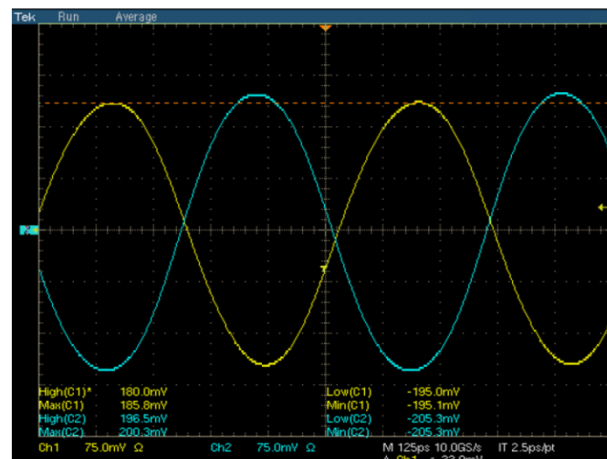 Tek Run Average
High(C1)* 180.0mV Low(C1) -195.0mV
Max(C1) 185.8mV Min(C1) -195.1mV
High(C2) 196.5mV Low(C2) -205.3mV
Max(C2) 200.3mV Min(C2) -205.3mV
Ch1 75.0mV Ω Ch2 75.0mV Ω M 125ps 10.0GS/s IT 2.5ps/pt
Ch1